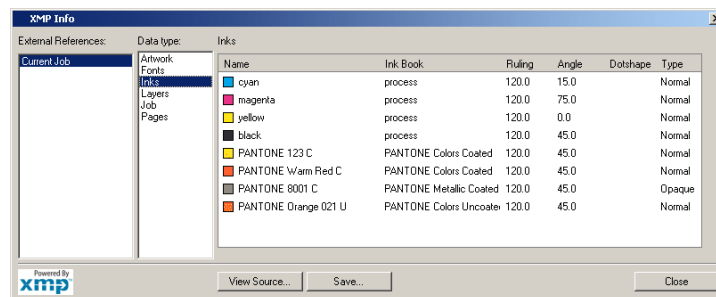 XMP Info
External References: Data type: Inks
Current Job
Artwork
Fonts
Inks
Layers
Job
Pages
Name Ink Book Ruling Angle Dotshape Type
cyan process 120.0 15.0 Normal
magenta process 120.0 75.0 Normal
yellow process 120.0 0.0 Normal
black process 120.0 45.0 Normal
PANTONE 123 C PANTONE Colors Coated 120.0 45.0 Normal
PANTONE Warm Red C PANTONE Colors Coated 120.0 45.0 Normal
PANTONE 8001 C PANTONE Metallic Coated 120.0 45.0 Opaque
PANTONE Orange 021 U PANTONE Colors Uncoate 120.0 45.0 Normal
Powered By
xmp
View Source... Save... Close